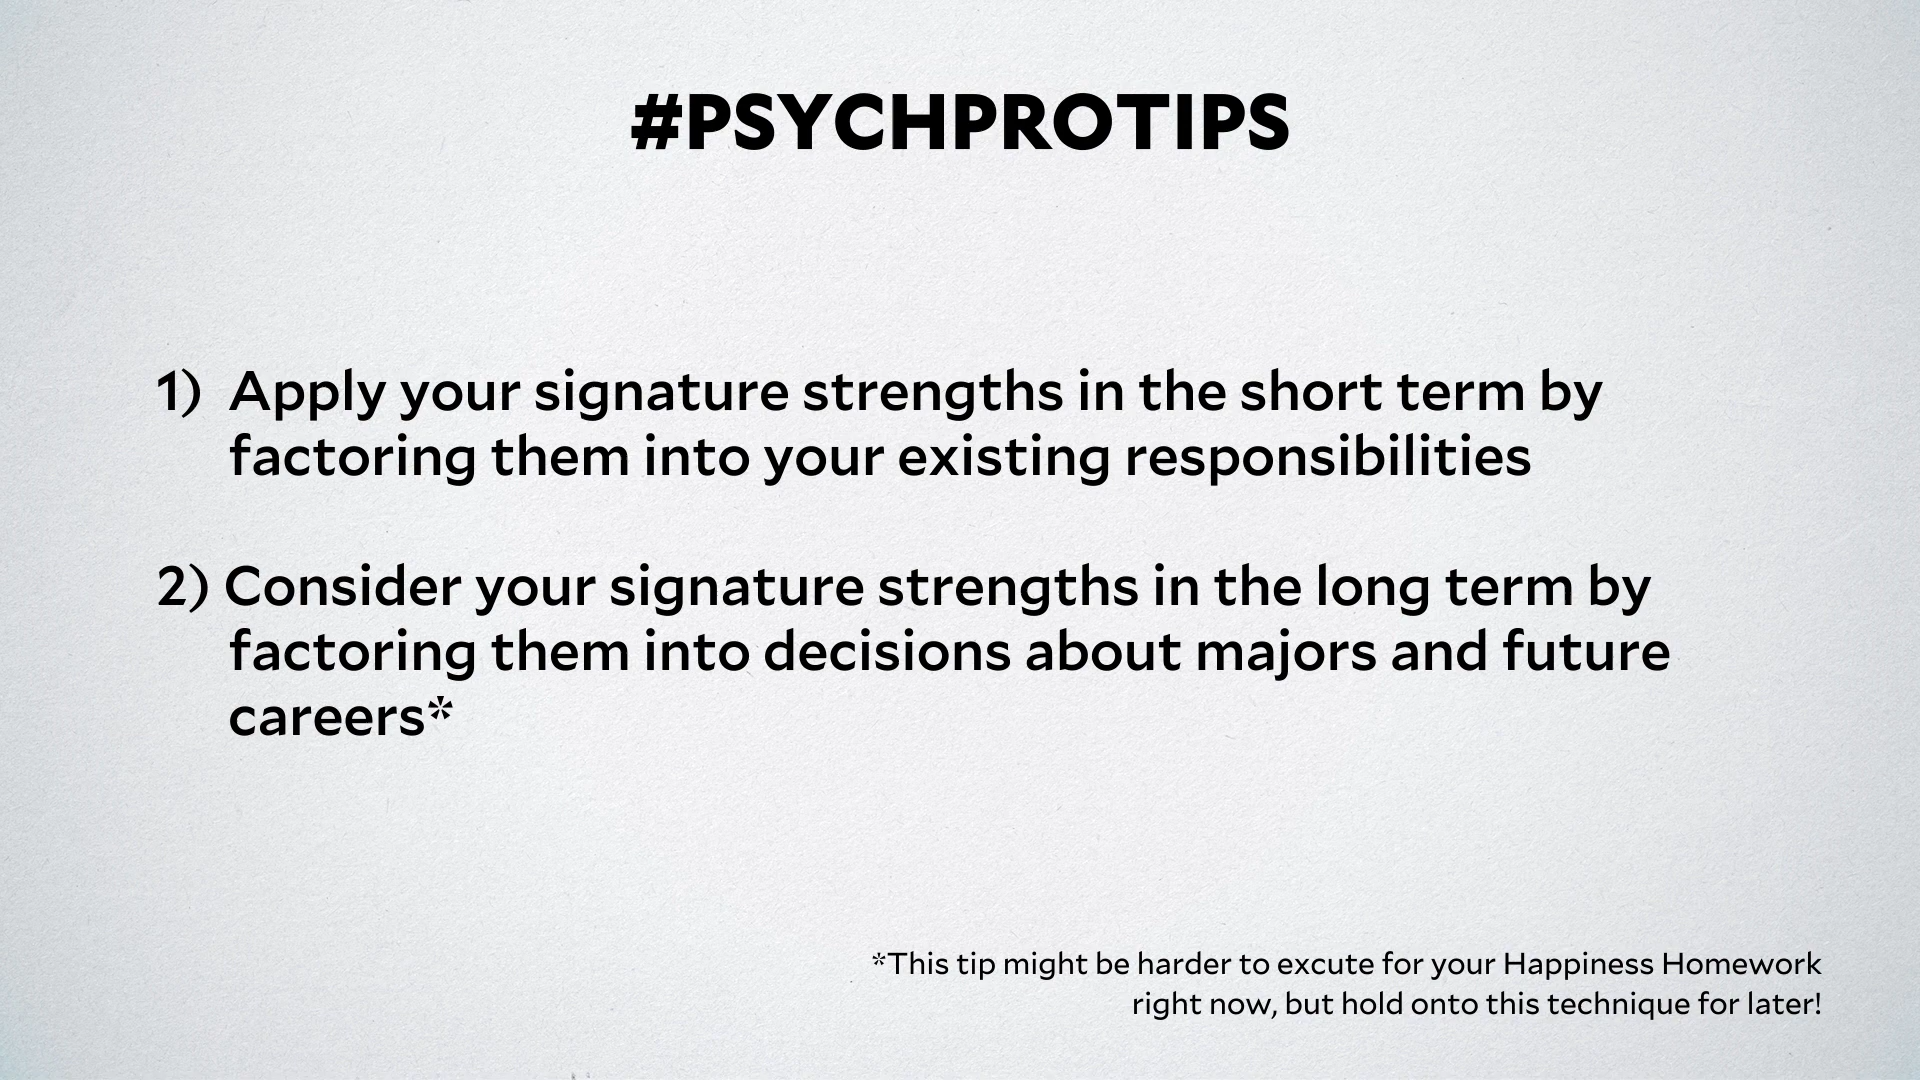 #PSYCHPROTIPS
1) Apply your signature strengths in the short term by
factoring them into your existing responsibilities
2) Consider your signature strengths in the long term by
factoring them into decisions about majors and future
careers*
*This tip might be harder to excute for your Happiness Homework
right now, but hold onto this technique for later!